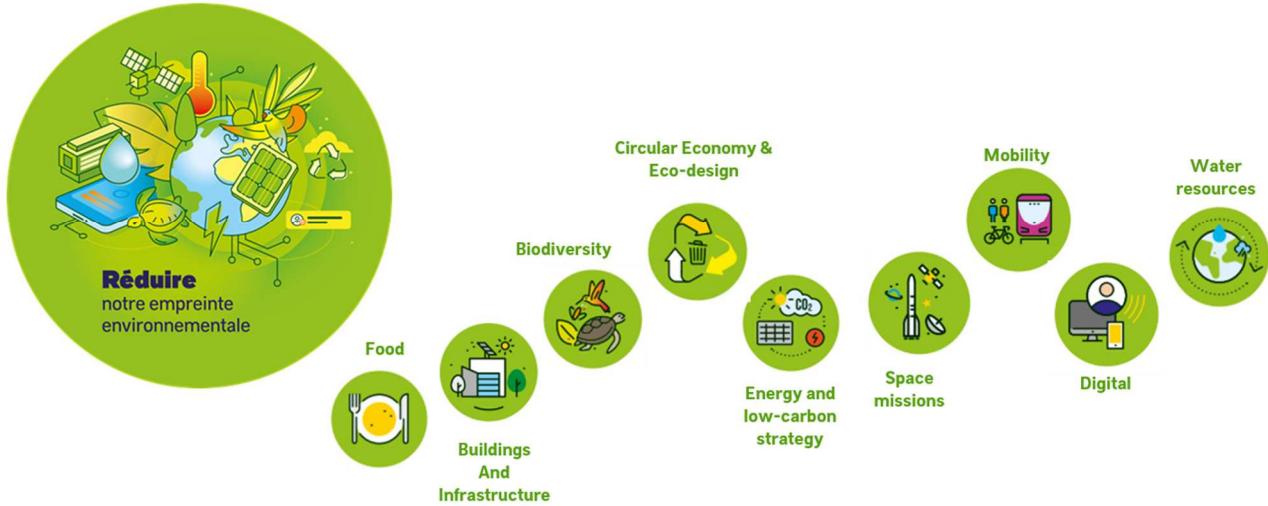 Réduire
notre empreinte
environnementale
Food
Buildings
And
Infrastructure
Biodiversity
Circular Economy &
Eco-design
CO₂
Energy and
low-carbon
strategy
Space
missions
Mobility
Digital
Water
resources